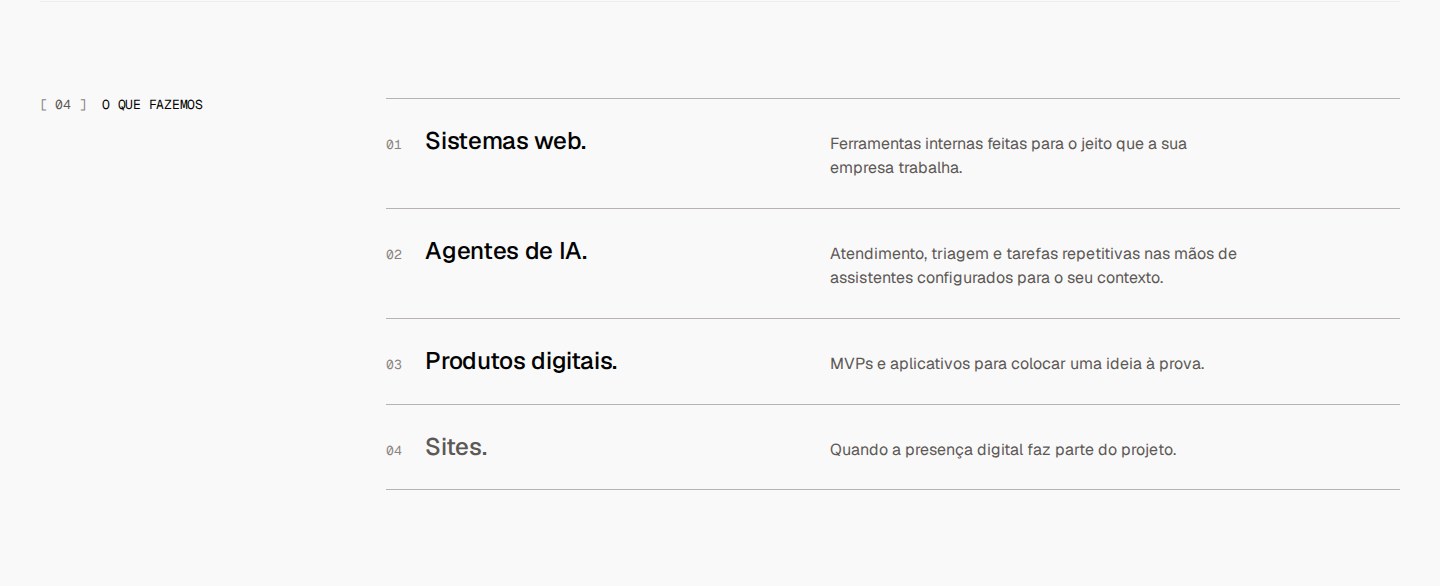 [ 04 ] O QUE FAZEMOS
01 Sistemas web.
Ferramentas internas feitas para o jeito que a sua
empresa trabalha.
02 Agentes de IA.
Atendimento, triagem e tarefas repetitivas nas mãos de
assistentes configurados para o seu contexto.
03 Produtos digitais.
MVPs e aplicativos para colocar uma ideia à prova.
04 Sites.
Quando a presença digital faz parte do projeto.